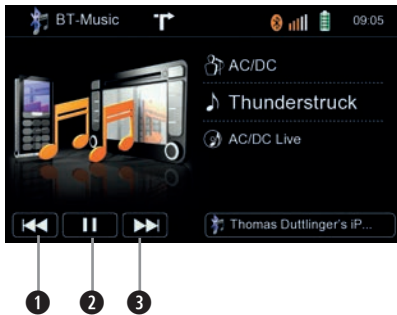 BT-Music 09:05
AC/DC
Thunderstruck
AC/DC Live
Thomas Duttlinger's iP...
1 2 3